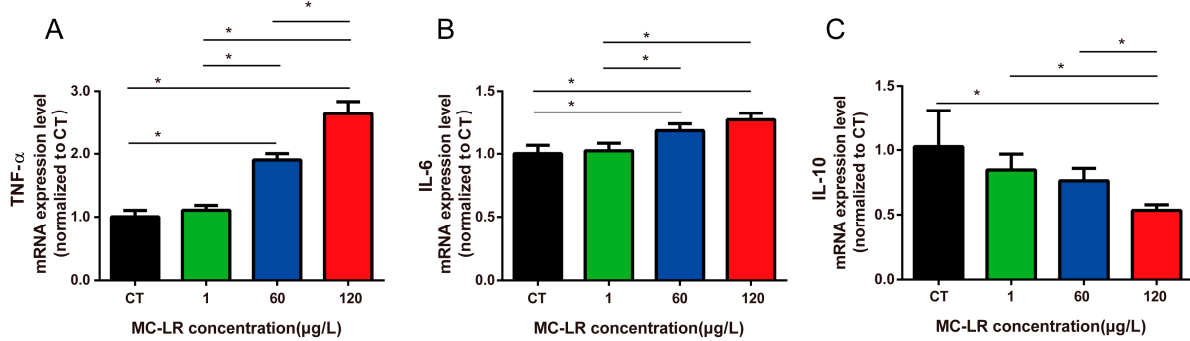 A
*
*
*
*
*
TNF-α
mRNA expression level
(normalized to CT)
3.0
2.0
1.0
0.0
CT
1
60
120
MC-LR concentration(μg/L)
B
*
*
*
*
IL-6
mRNA expression level
(normalized to CT)
1.5
1.0
0.5
0.0
CT
1
60
120
MC-LR concentration(μg/L)
C
*
*
*
IL-10
mRNA expression level
(normalized to CT)
1.5
1.0
0.5
0.0
CT
1
60
120
MC-LR concentration(μg/L)